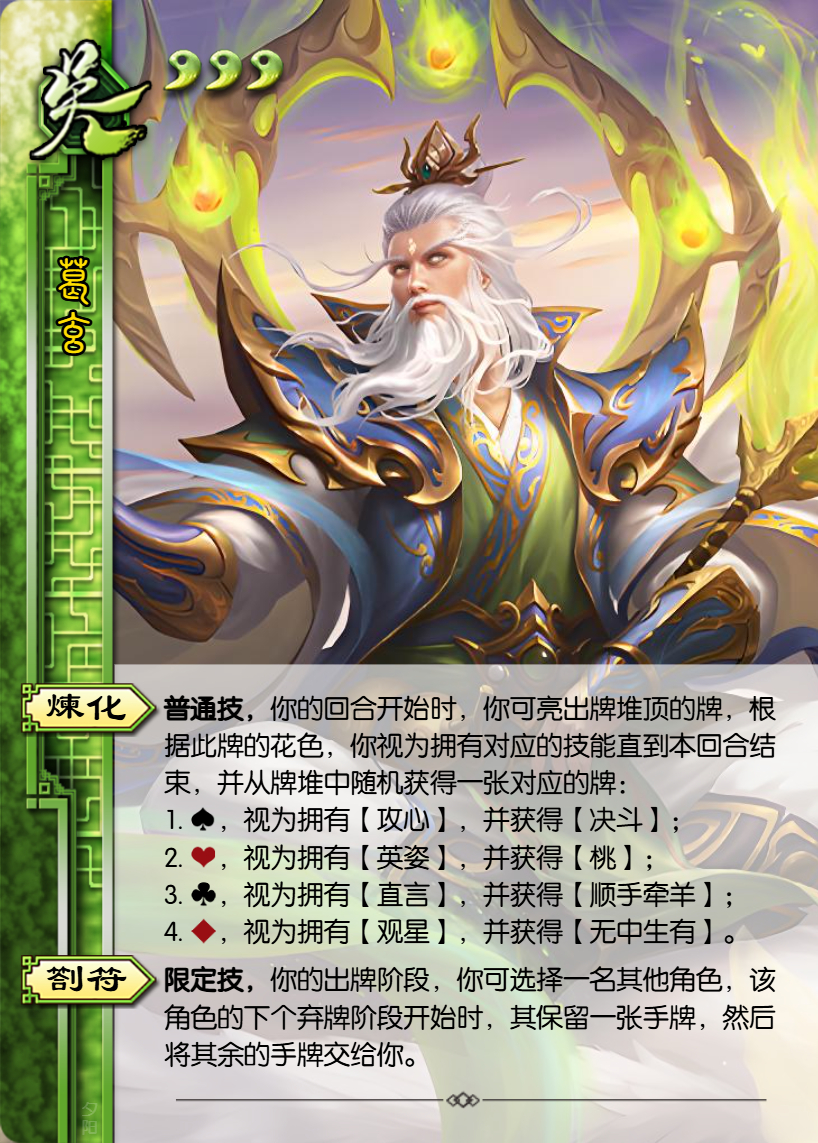 吴
葛玄
煉化
普通技，你的回合开始时，你可亮出牌堆顶的牌，根
据此牌的花色，你视为拥有对应的技能直到本回合结
束，并从牌堆中随机获得一张对应的牌：
1. ♠，视为拥有【攻心】，并获得【决斗】；
2. ♥，视为拥有【英姿】，并获得【桃】；
3. ♣，视为拥有【直言】，并获得【顺手牵羊】；
4. ♦，视为拥有【观星】，并获得【无中生有】。
劄符
限定技，你的出牌阶段，你可选择一名其他角色，该
角色的下个弃牌阶段开始时，其保留一张手牌，然后
将其余的手牌交给你。
夕阳